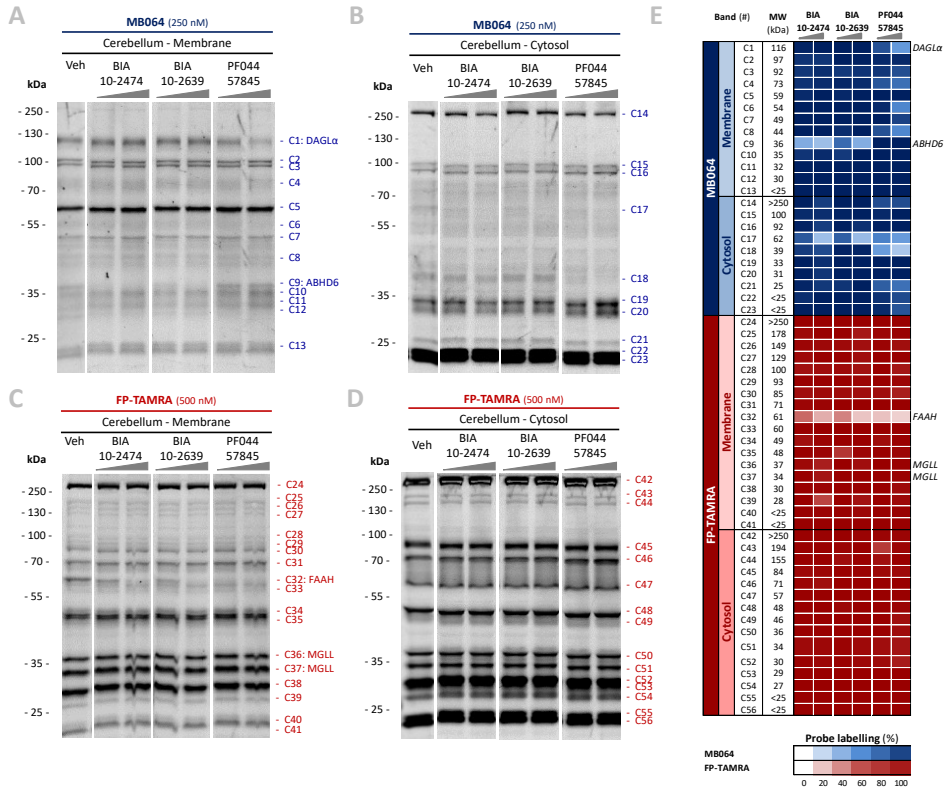 A
MB064 (250 nM)
Cerebellum - Membrane
Veh BIA 10-2474 BIA 10-2639 PF044 57845
kDa
- 250
- 130
- 100
- 70
- 55
- 35
- 25
- C1: DAGLα
- C2
- C3
- C4
- C5
- C6
- C7
- C8
- C9: ABHD6
- C10
- C11
- C12
- C13
B
MB064 (250 nM)
Cerebellum - Cytosol
Veh BIA 10-2474 BIA 10-2639 PF044 57845
kDa
- 250
- 130
- 100
- 70
- 55
- 35
- 25
- C14
- C15
- C16
- C17
- C18
- C19
- C20
- C21
- C22
- C23
C
FP-TAMRA (500 nM)
Cerebellum - Membrane
Veh BIA 10-2474 BIA 10-2639 PF044 57845
kDa
- 250
- 130
- 100
- 70
- 55
- 35
- 25
- C24
- C25
- C26
- C27
- C28
- C29
- C30
- C31
- C32: FAAH
- C33
- C34
- C35
- C36: MGLL
- C37: MGLL
- C38
- C39
- C40
- C41
D
FP-TAMRA (500 nM)
Cerebellum - Cytosol
Veh BIA 10-2474 BIA 10-2639 PF044 57845
kDa
- 250
- 130
- 100
- 70
- 55
- 35
- 25
- C42
- C43
- C44
- C45
- C46
- C47
- C48
- C49
- C50
- C51
- C52
- C53
- C54
- C55
- C56
E
Band (#) MW (kDa) BIA 10-2474 BIA 10-2639 PF044 57845
MB064
Membrane
C1 116 DAGLα
C2 97
C3 92
C4 73
C5 59
C6 54
C7 49
C8 44
C9 36 ABHD6
C10 35
C11 32
C12 30
C13 <25
Cytosol
C14 >250
C15 100
C16 92
C17 62
C18 39
C19 33
C20 31
C21 25
C22 <25
C23 <25
FP-TAMRA
Membrane
C24 >250
C25 178
C26 149
C27 129
C28 100
C29 93
C30 85
C31 71
C32 61 FAAH
C33 60
C34 49
C35 48
C36 37 MGLL
C37 34 MGLL
C38 30
C39 28
C40 <25
C41 <25
Cytosol
C42 >250
C43 194
C44 155
C45 84
C46 71
C47 57
C48 48
C49 46
C50 36
C51 34
C52 30
C53 29
C54 27
C55 <25
C56 <25
Probe labelling (%)
MB064
FP-TAMRA
0 20 40 60 80 100